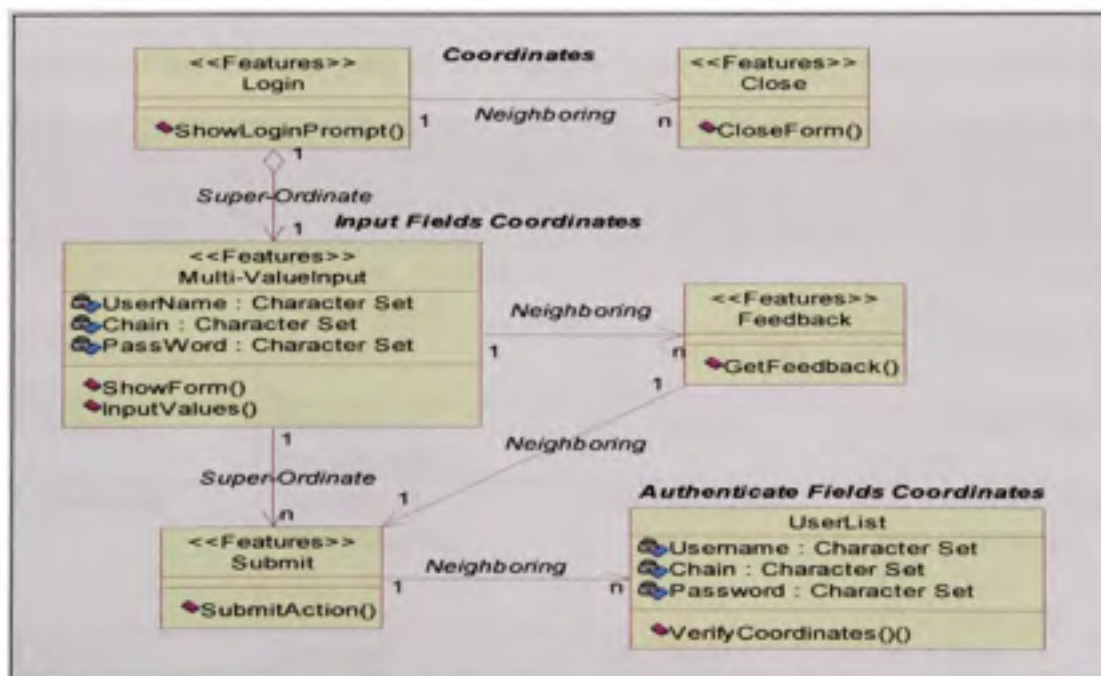 Coordinates
<<Features>>
Login
ShowLoginPrompt()
1
Neighboring
n
<<Features>>
Close
CloseForm()
1
Super-Ordinate
1
Input Fields Coordinates
<<Features>>
Multi-ValueInput
UserName : Character Set
Chain : Character Set
PassWord : Character Set
ShowForm()
InputValues()
Neighboring
1
n
<<Features>>
Feedback
GetFeedback()
1
1
Neighboring
Super-Ordinate
1
n
<<Features>>
Submit
SubmitAction()
Neighboring
1
n
Authenticate Fields Coordinates
UserList
Username : Character Set
Chain : Character Set
Password : Character Set
VerifyCoordinates()()